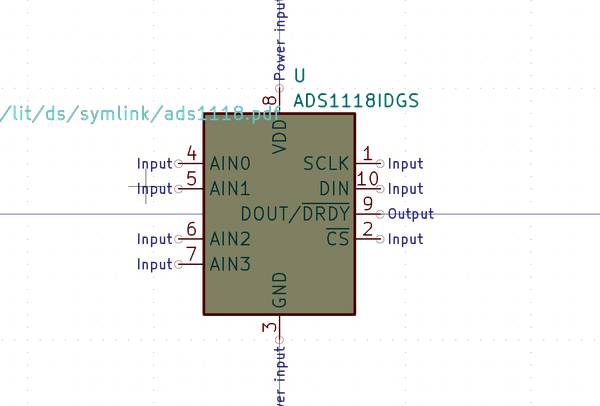 Power input
U
8
ADS1118IDGS
/lit/ds/symlink/ads1118.pdf
VDD
Input 4 AIN0 SCLK 1 Input
Input 5 AIN1 DIN 10 Input
DOUT/DRDY 9 Output
Input 6 AIN2 CS 2 Input
Input 7 AIN3
GND
3
wer input